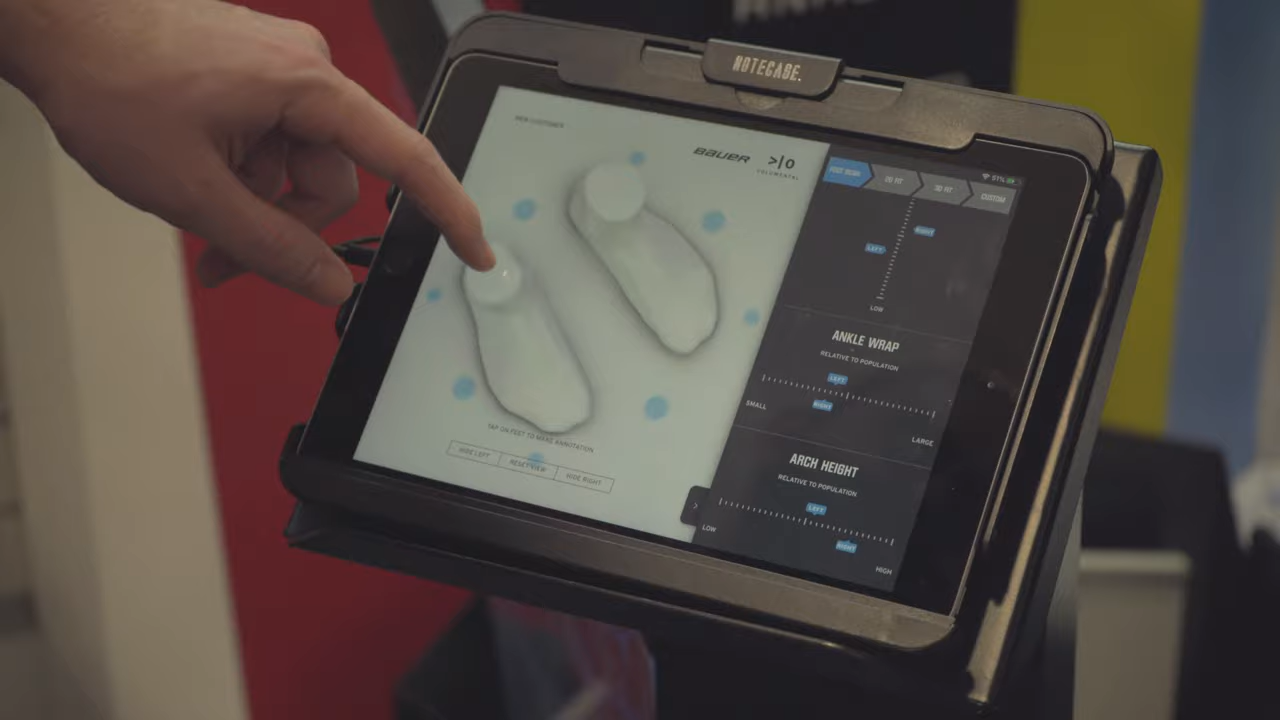 NOTECASE.
NEW CUSTOMER
BAUER
>|O
VOLUMENTAL
51%
FOOT SCAN
2D FIT
3D FIT
CUSTOM
RIGHT
LEFT
LOW
ANKLE WRAP
RELATIVE TO POPULATION
LEFT
RIGHT
SMALL
LARGE
ARCH HEIGHT
RELATIVE TO POPULATION
LEFT
RIGHT
LOW
HIGH
TAP ON FEET TO MAKE ANNOTATION
HIDE LEFT
RESET VIEW
HIDE RIGHT